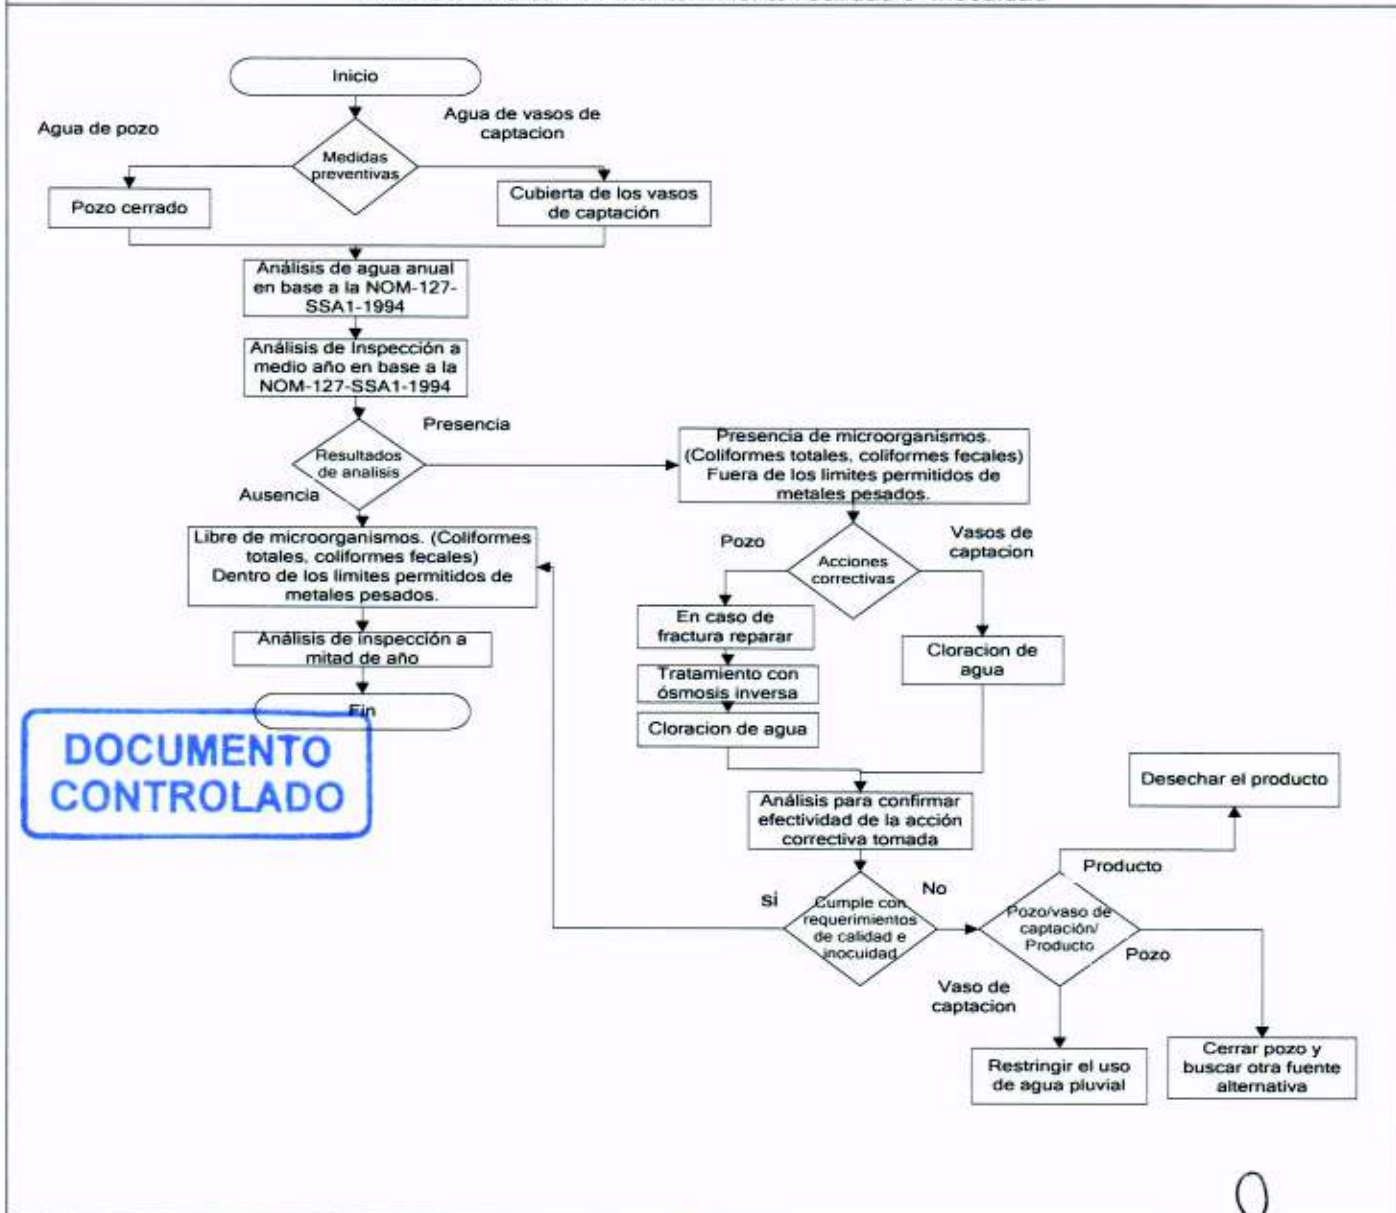 Inicio
Agua de pozo
Agua de vasos de
captacion
Medidas
preventivas
Pozo cerrado
Cubierta de los vasos
de captación
Análisis de agua anual
en base a la NOM-127-
SSA1-1994
Análisis de Inspección a
medio año en base a la
NOM-127-SSA1-1994
Presencia
Resultados
de analisis
Ausencia
Presencia de microorganismos.
(Coliformes totales, coliformes fecales)
Fuera de los limites permitidos de
metales pesados.
Libre de microorganismos. (Coliformes
totales, coliformes fecales)
Dentro de los limites permitidos de
metales pesados.
Pozo
Vasos de
captacion
Acciones
correctivas
Análisis de inspección a
mitad de año
Fin
En caso de
fractura reparar
Cloracion de
agua
Tratamiento con
ósmosis inversa
Cloracion de agua
DOCUMENTO
CONTROLADO
Análisis para confirmar
efectividad de la acción
correctiva tomada
Desechar el producto
sí
No
Producto
Cumple con
requerimientos
de calidad e
inocuidad
Pozo/vaso de
captación/
Producto
Pozo
Vaso de
captacion
Restringir el uso
de agua pluvial
Cerrar pozo y
buscar otra fuente
alternativa